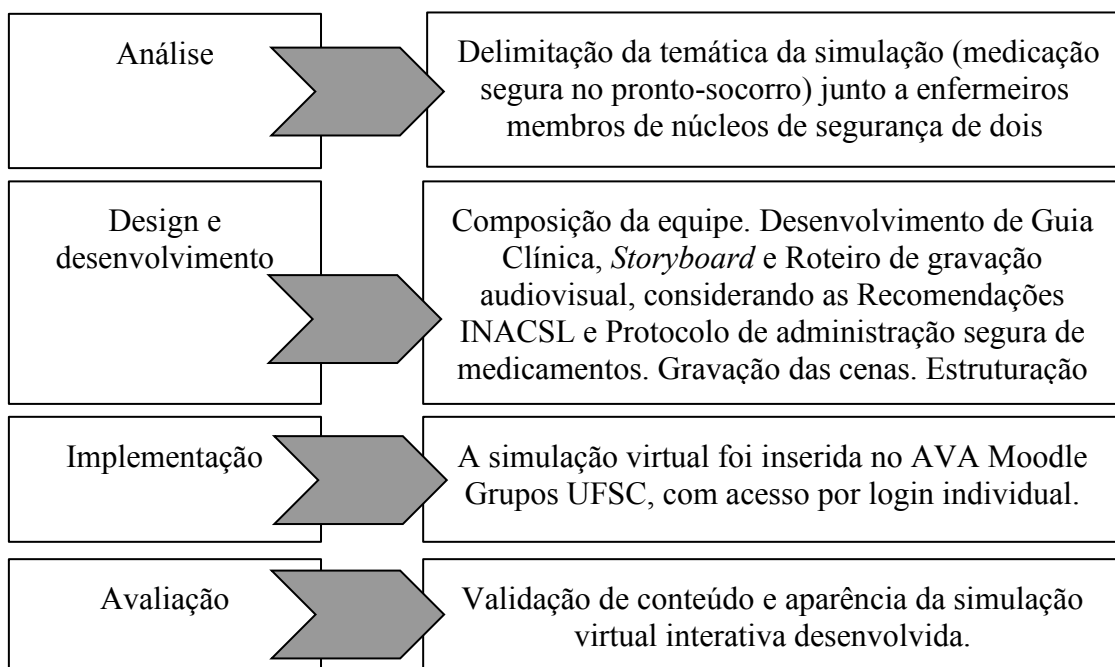 Análise
Delimitação da temática da simulação (medicação
segura no pronto-socorro) junto a enfermeiros
membros de núcleos de segurança de dois
Design e
desenvolvimento
Composição da equipe. Desenvolvimento de Guia
Clínica, Storyboard e Roteiro de gravação
audiovisual, considerando as Recomendações
INACSL e Protocolo de administração segura de
medicamentos. Gravação das cenas. Estruturação
Implementação
A simulação virtual foi inserida no AVA Moodle
Grupos UFSC, com acesso por login individual.
Avaliação
Validação de conteúdo e aparência da simulação
virtual interativa desenvolvida.